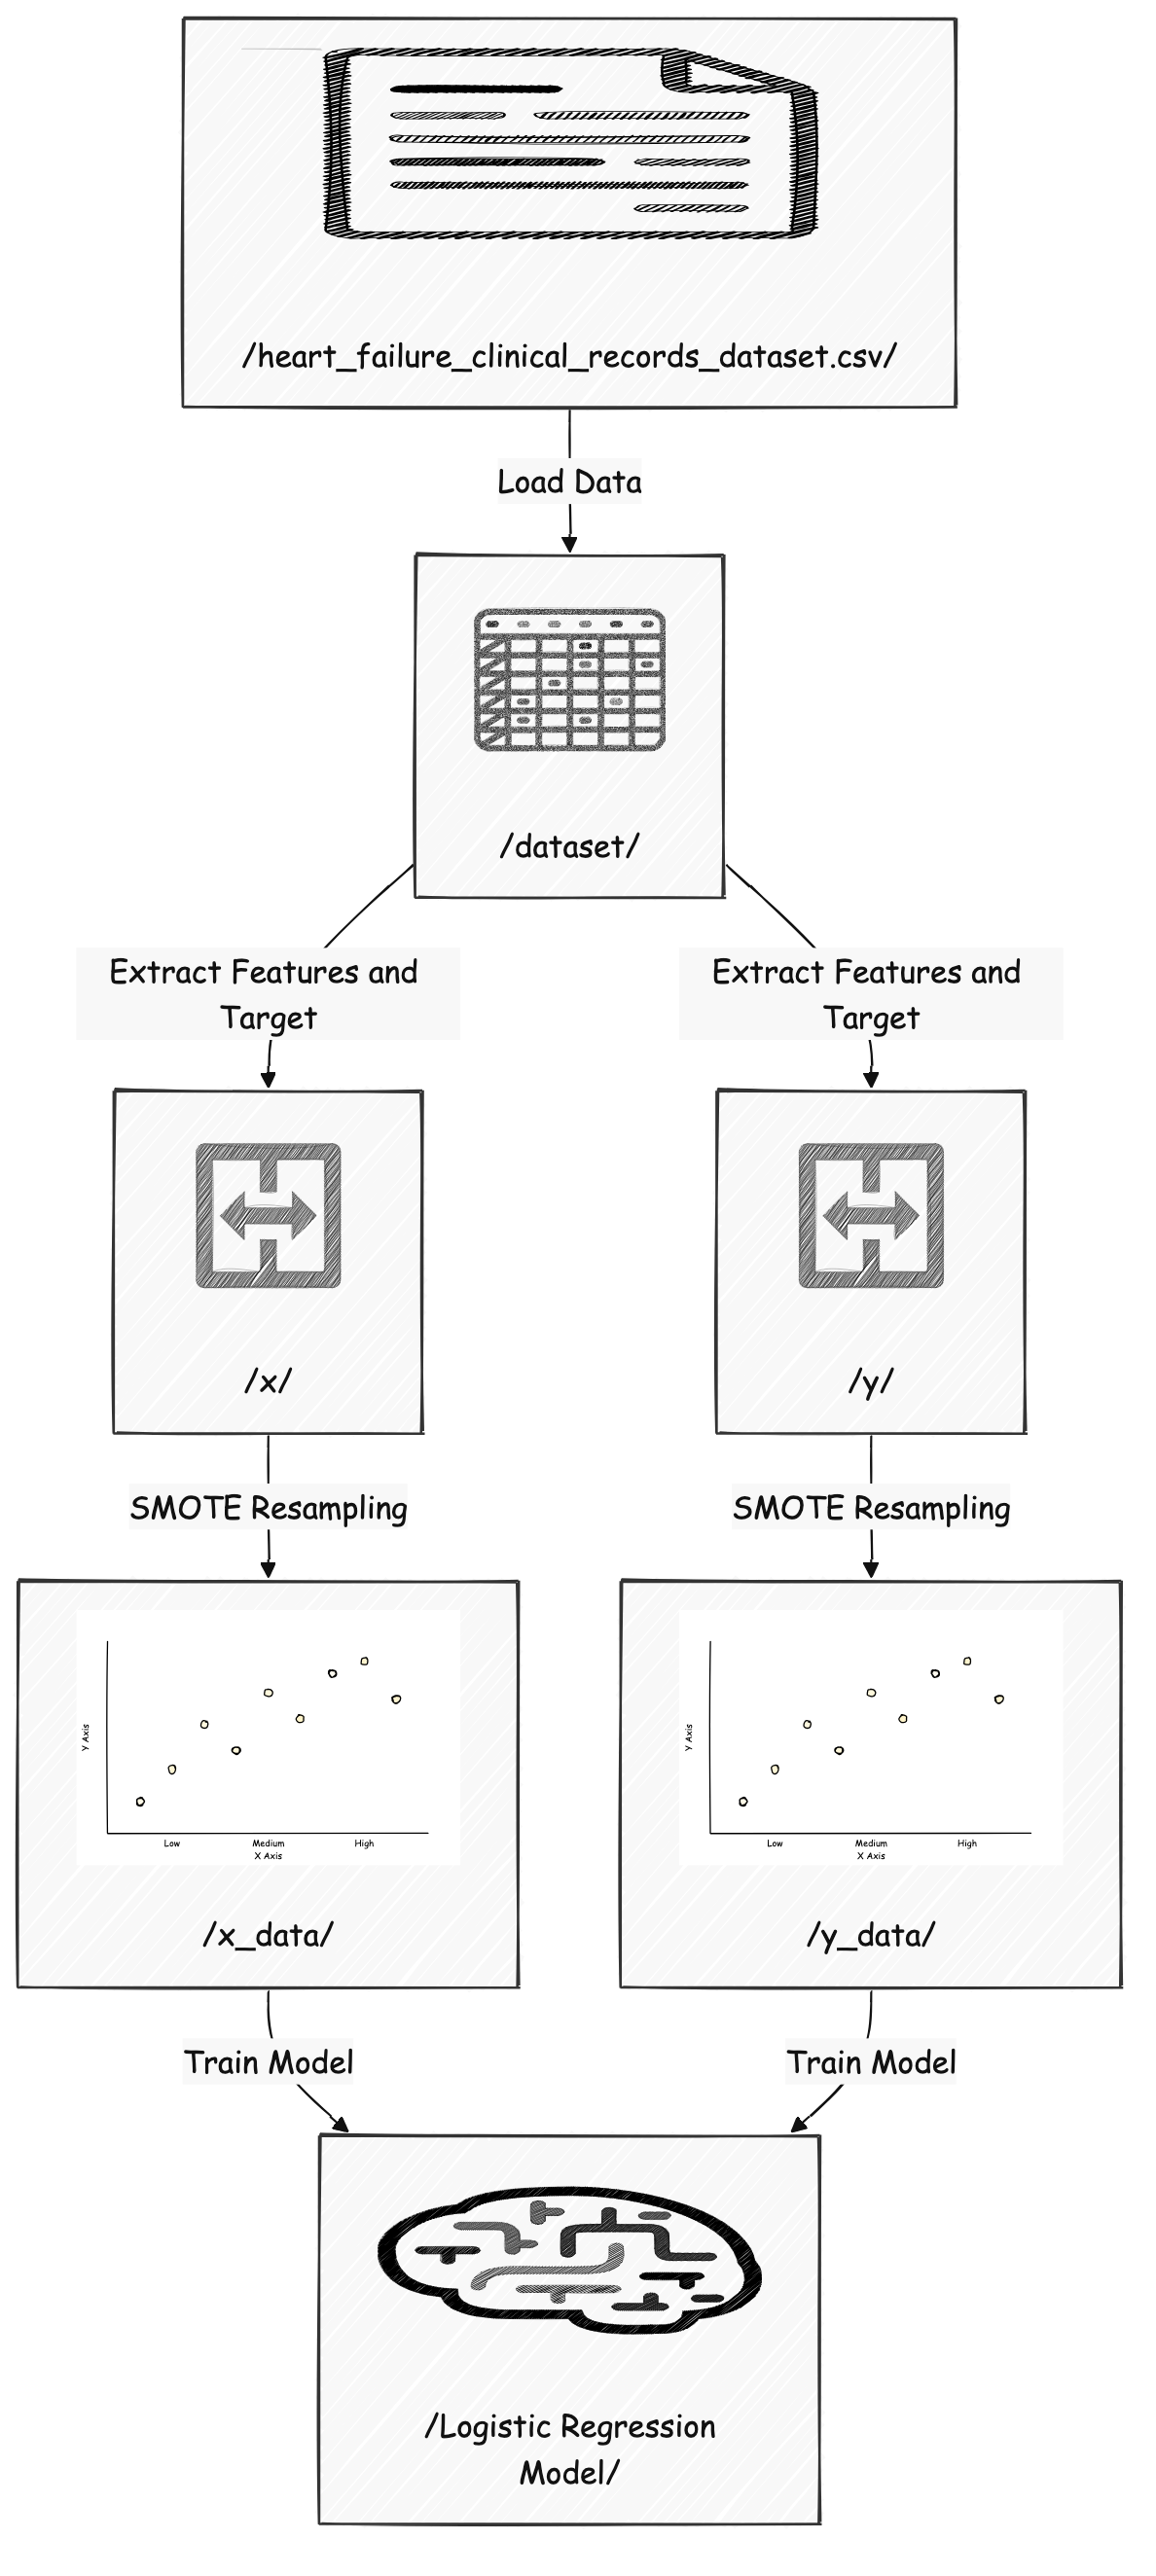 /heart_failure_clinical_records_dataset.csv/
Load Data
/dataset/
Extract Features and
Target
Extract Features and
Target
/x/
/y/
SMOTE Resampling
SMOTE Resampling
Y Axis
Low Medium High
X Axis
/x_data/
Y Axis
Low Medium High
X Axis
/y_data/
Train Model
Train Model
/Logistic Regression
Model/